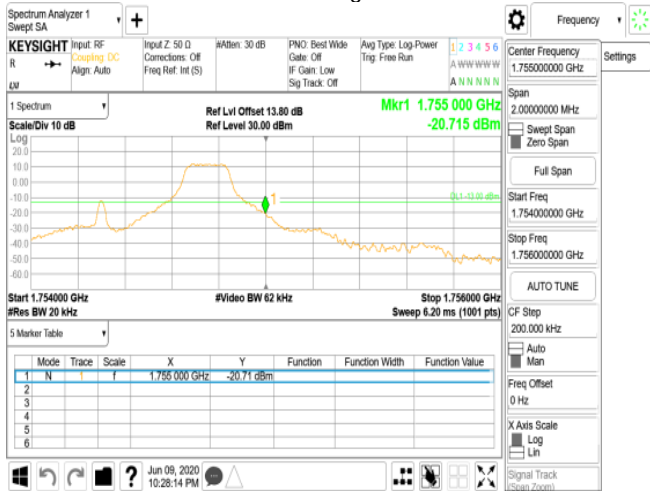 Spectrum Analyzer 1
Swept SA
Frequency
KEYSIGHT
R
Input: RF
Coupling: DC
Align: Auto
Input Z: 50 Ω
Corrections: Off
Freq Ref: Int (S)
#Atten: 30 dB
PNO: Best Wide
Gate: Off
IF Gain: Low
Sig Track: Off
Avg Type: Log-Power
Trig: Free Run
1 2 3 4 5 6
A W W W W W
A N N N N N
1 Spectrum
Scale/Div 10 dB
Ref Lvl Offset 13.80 dB
Ref Level 30.00 dBm
Mkr1 1.755 000 GHz
-20.715 dBm
Log
20.0
10.0
0.00
-10.0
-20.0
-30.0
-40.0
-50.0
-60.0
DL1 -13.00 dBm
1
Start 1.754000 GHz
#Res BW 20 kHz
#Video BW 62 kHz
Stop 1.756000 GHz
Sweep 6.20 ms (1001 pts)
5 Marker Table
Mode Trace Scale X Y Function Function Width Function Value
1 N 1 f 1.755 000 GHz -20.71 dBm
2
3
4
5
6
Jun 09, 2020
10:28:14 PM
Center Frequency
1.755000000 GHz
Settings
Span
2.00000000 MHz
Swept Span
Zero Span
Full Span
Start Freq
1.754000000 GHz
Stop Freq
1.756000000 GHz
AUTO TUNE
CF Step
200.000 kHz
Auto
Man
Freq Offset
0 Hz
X Axis Scale
Log
Lin
Signal Track
(Span Zoom)